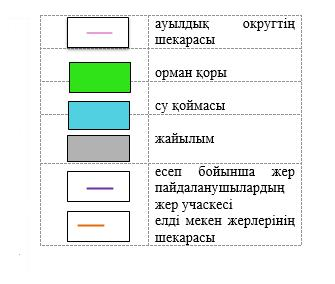 ауылдық округтің
шекарасы
орман қоры
су қоймасы
жайылым
есеп бойынша жер
пайдаланушылардың
жер учаскесі
елді мекен жерлерінің
шекарасы